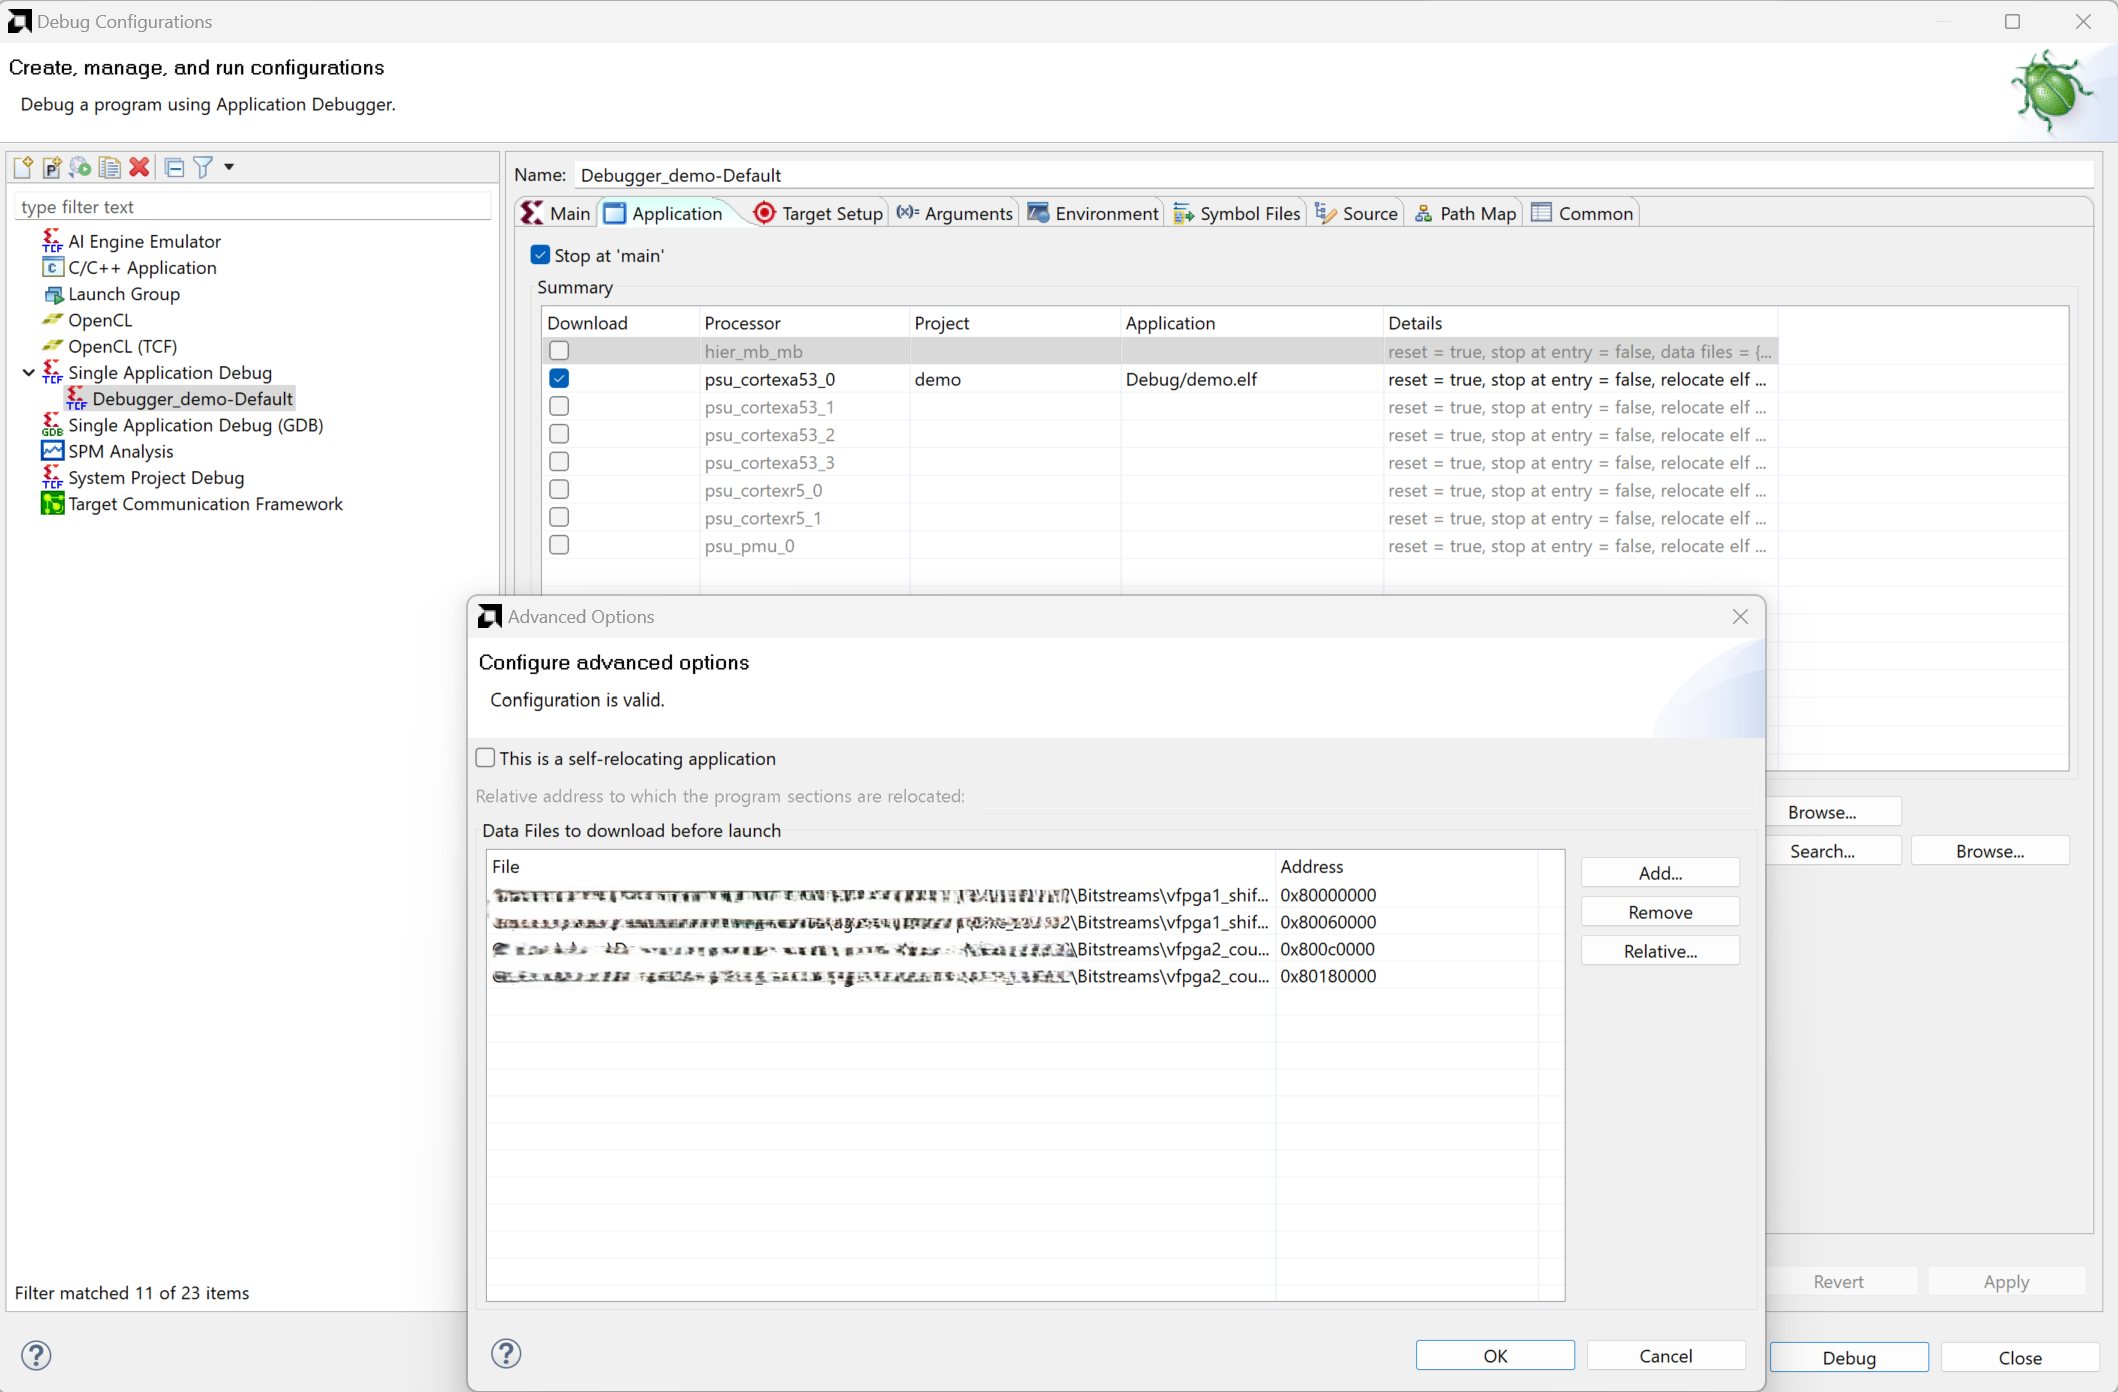 Debug Configurations
Create, manage, and run configurations
Debug a program using Application Debugger.
type filter text
AI Engine Emulator
C/C++ Application
Launch Group
OpenCL
OpenCL (TCF)
Single Application Debug
Debugger_demo-Default
Single Application Debug (GDB)
SPM Analysis
System Project Debug
Target Communication Framework
Filter matched 11 of 23 items
Name: Debugger_demo-Default
Main Application Target Setup Arguments Environment Symbol Files Source Path Map Common
Stop at 'main'
Summary
Download Processor Project Application Details
hier_mb_mb reset = true, stop at entry = false, data files = {...
psu_cortexa53_0 demo Debug/demo.elf reset = true, stop at entry = false, relocate elf ...
psu_cortexa53_1 reset = true, stop at entry = false, relocate elf ...
psu_cortexa53_2 reset = true, stop at entry = false, relocate elf ...
psu_cortexa53_3 reset = true, stop at entry = false, relocate elf ...
psu_cortexr5_0 reset = true, stop at entry = false, relocate elf ...
psu_cortexr5_1 reset = true, stop at entry = false, relocate elf ...
psu_pmu_0 reset = true, stop at entry = false, relocate elf ...
Browse...
Search... Browse...
Revert Apply
Debug Close
Advanced Options
Configure advanced options
Configuration is valid.
This is a self-relocating application
Relative address to which the program sections are relocated:
Data Files to download before launch
File Address
\Bitstreams\vfpga1_shif... 0x80000000
\Bitstreams\vfpga1_shif... 0x80060000
\Bitstreams\vfpga2_cou... 0x800c0000
\Bitstreams\vfpga2_cou... 0x80180000
Add...
Remove
Relative...
OK Cancel